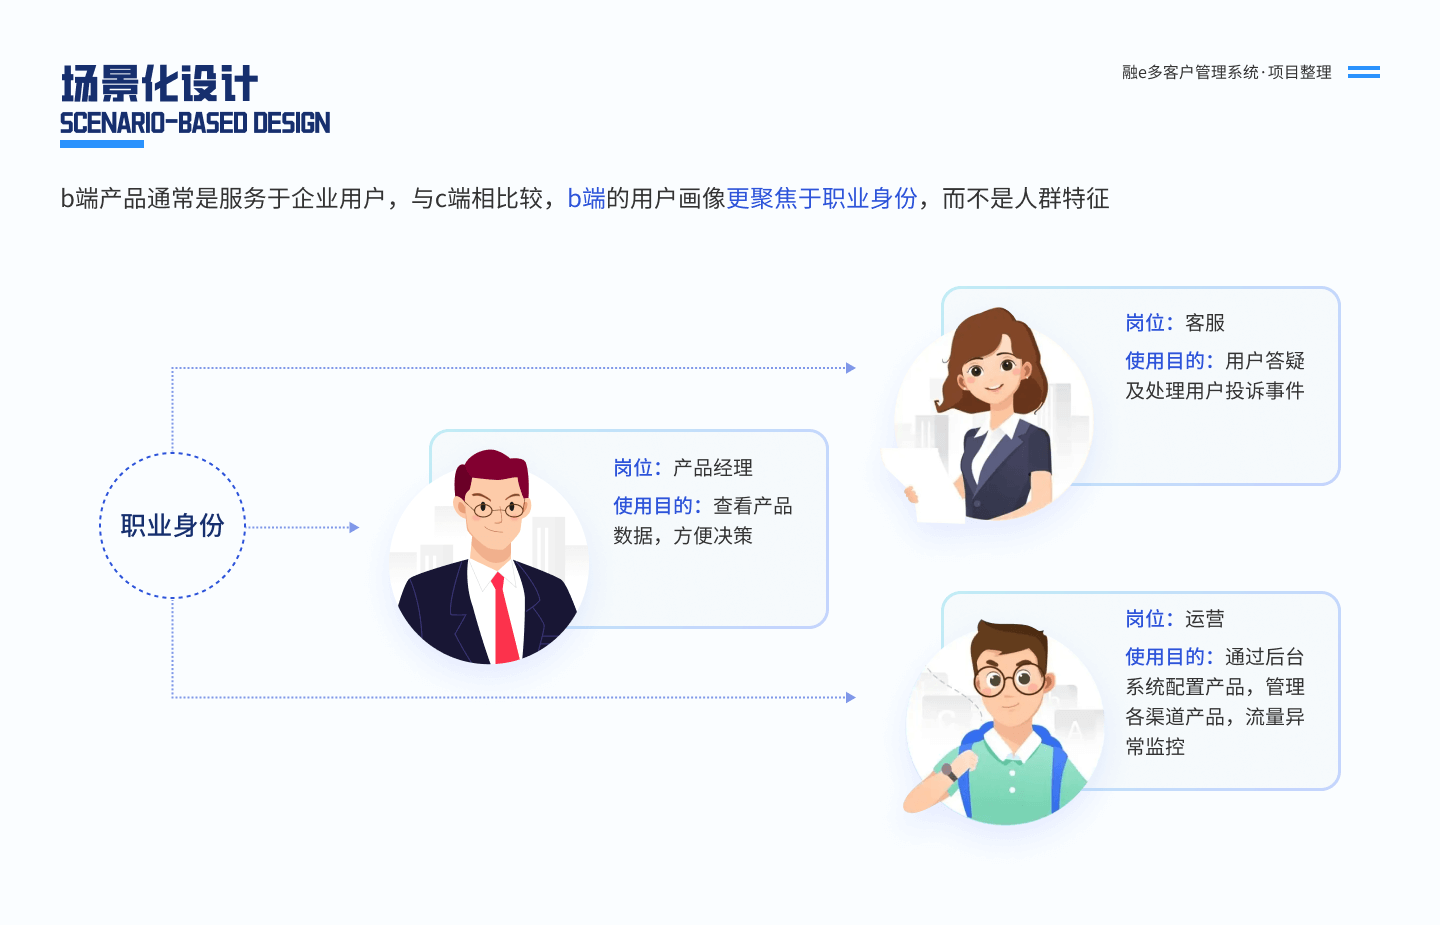 场景化设计
SCENARIO-BASED DESIGN
融e多客户管理系统·项目整理
b端产品通常是服务于企业用户，与c端相比较，b端的用户画像更聚焦于职业身份，而不是人群特征
岗位：客服
使用目的：用户答疑
及处理用户投诉事件
职业身份
岗位：产品经理
使用目的：查看产品
数据，方便决策
岗位：运营
使用目的：通过后台
系统配置产品，管理
各渠道产品，流量异
常监控
C
A